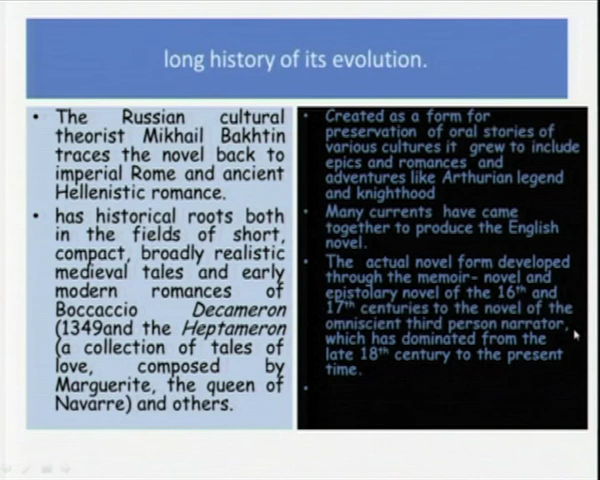 long history of its evolution.
• The Russian cultural
theorist Mikhail Bakhtin
traces the novel back to
imperial Rome and ancient
Hellenistic romance.
• has historical roots both
in the fields of short,
compact, broadly realistic
medieval tales and early
modern romances of
Boccaccio Decameron
(1349and the Heptameron
(a collection of tales of
love, composed by
Marguerite, the queen of
Navarre) and others.
• Created as a form for
preservation of oral stories of
various cultures it grew to include
epics and romances and
adventures like Arthurian legend
and knighthood
• Many currents have come
together to produce the English
novel.
• The actual novel form developed
through the memoir- novel and
epistolary novel of the 16th and
17th centuries to the novel of the
omniscient third person narrator,
which has dominated from the
late 18th century to the present
time.
•